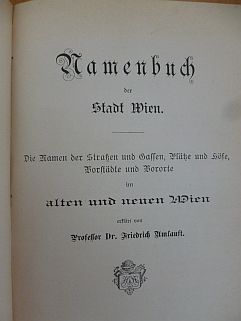 Namenbuch
der
Stadt Wien.
Die Namen der Straßen und Gassen, Plätze und Höfe,
Vorstädte und Vororte
im
alten und neuen Wien
erklärt von
Professor Dr. Friedrich Umlauft.